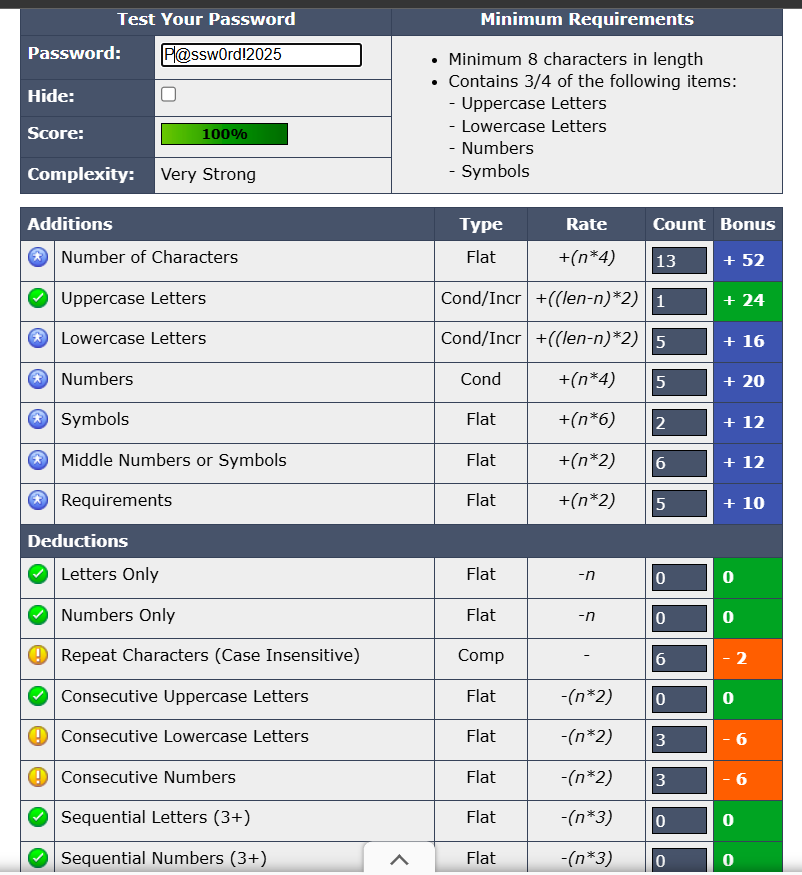 Test Your Password
Minimum Requirements
Password:
P@ssw0rd!2025
Hide:
Score:
100%
Complexity:
Very Strong
• Minimum 8 characters in length
• Contains 3/4 of the following items:
- Uppercase Letters
- Lowercase Letters
- Numbers
- Symbols
Additions Type Rate Count Bonus
Number of Characters Flat +(n*4) 13 + 52
Uppercase Letters Cond/Incr +((len-n)*2) 1 + 24
Lowercase Letters Cond/Incr +((len-n)*2) 5 + 16
Numbers Cond +(n*4) 5 + 20
Symbols Flat +(n*6) 2 + 12
Middle Numbers or Symbols Flat +(n*2) 6 + 12
Requirements Flat +(n*2) 5 + 10
Deductions
Letters Only Flat -n 0 0
Numbers Only Flat -n 0 0
Repeat Characters (Case Insensitive) Comp - 6 - 2
Consecutive Uppercase Letters Flat -(n*2) 0 0
Consecutive Lowercase Letters Flat -(n*2) 3 - 6
Consecutive Numbers Flat -(n*2) 3 - 6
Sequential Letters (3+) Flat -(n*3) 0 0
Sequential Numbers (3+) Flat -(n*3) 0 0